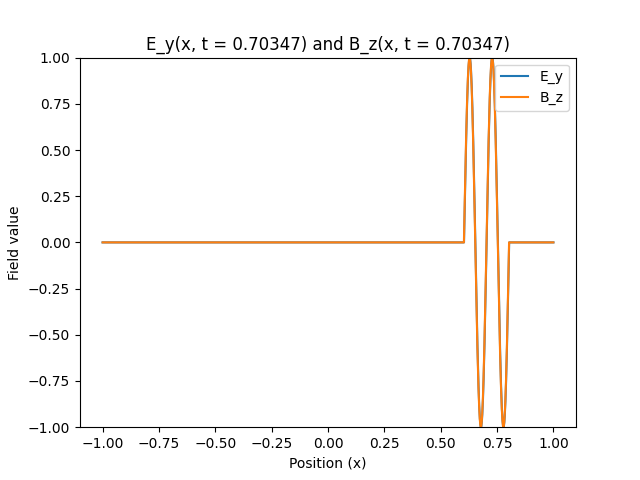 E_y(x, t = 0.70347) and B_z(x, t = 0.70347)
1.00
0.75
0.50
0.25
0.00
−0.25
−0.50
−0.75
−1.00
Field value
E_y
B_z
−1.00 −0.75 −0.50 −0.25 0.00 0.25 0.50 0.75 1.00
Position (x)